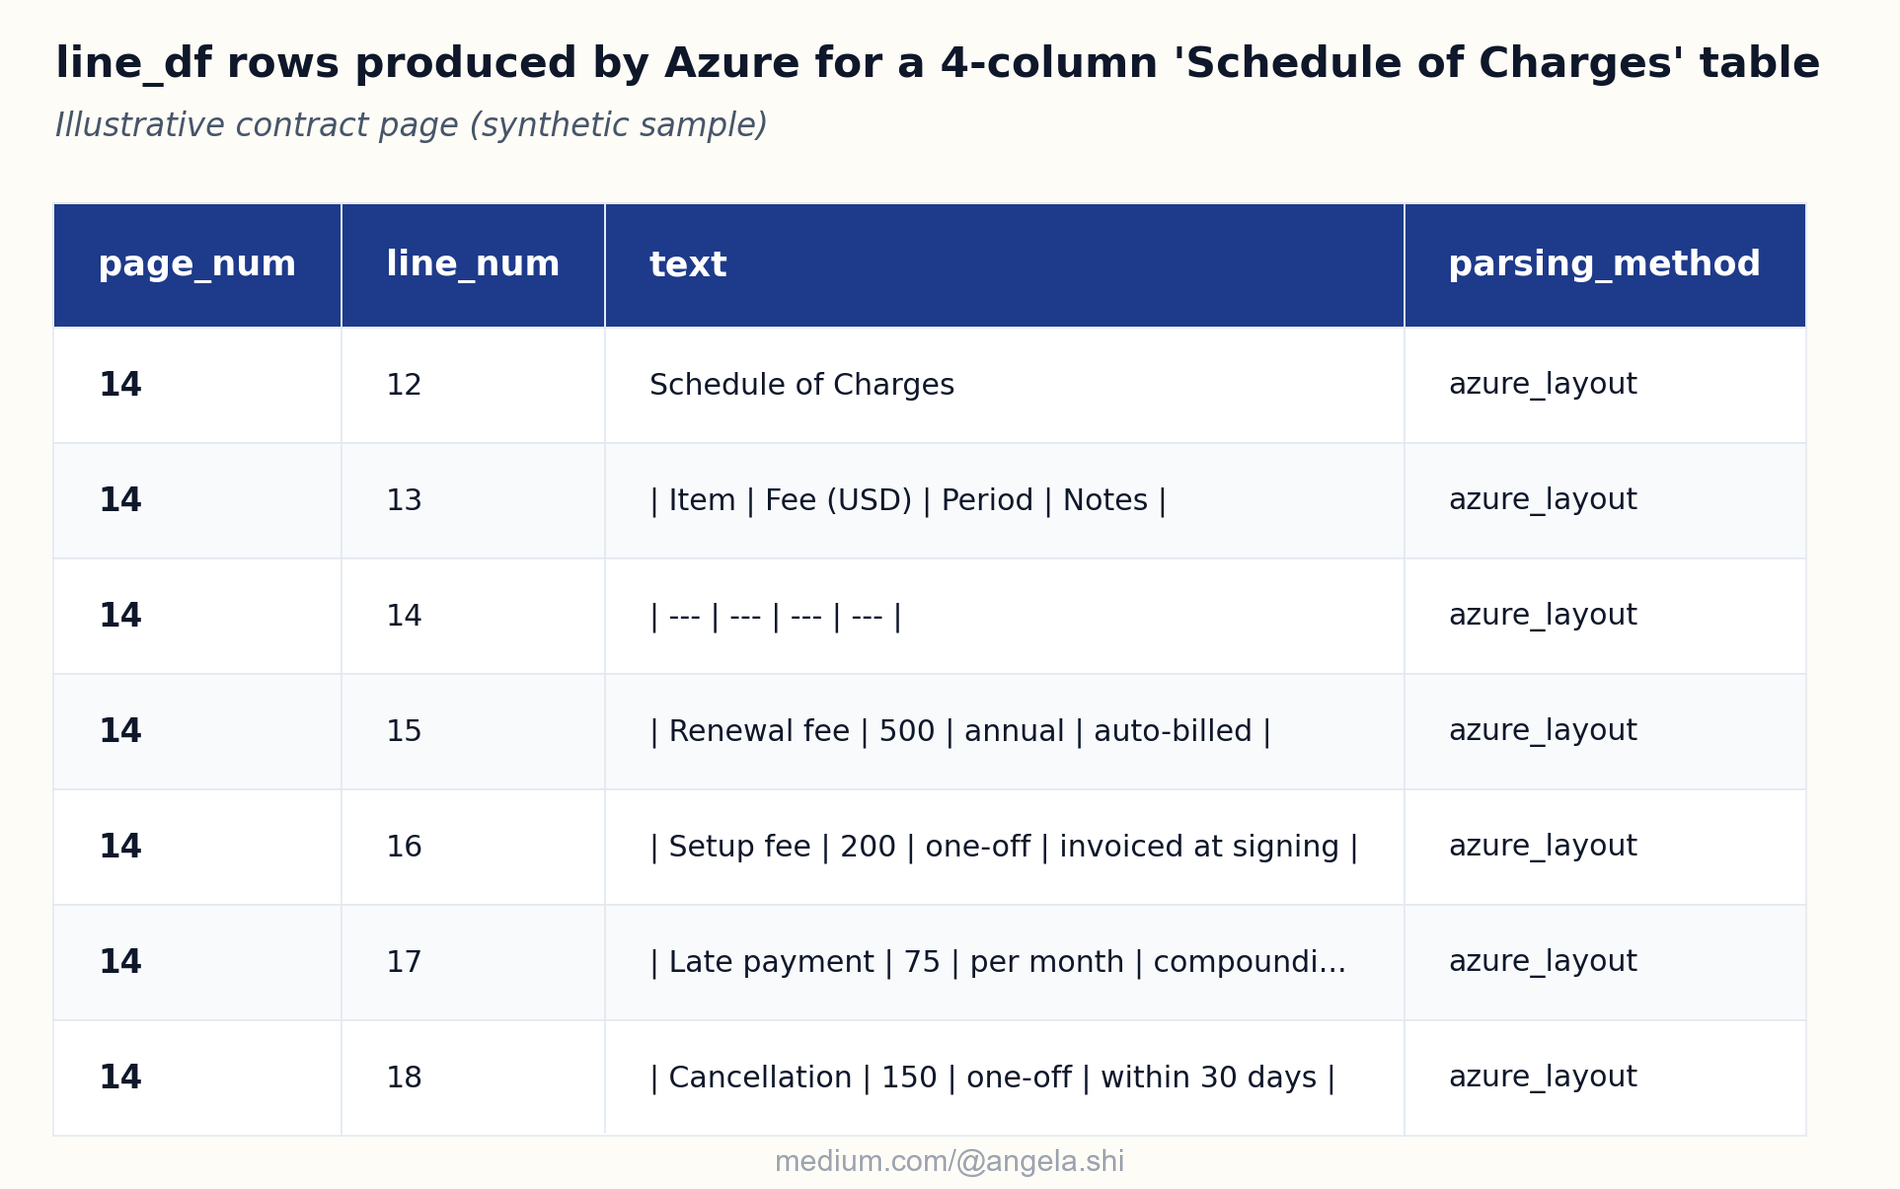 line_df rows produced by Azure for a 4-column 'Schedule of Charges' table
Illustrative contract page (synthetic sample)
page_num line_num text parsing_method
14 12 Schedule of Charges azure_layout
14 13 | Item | Fee (USD) | Period | Notes | azure_layout
14 14 | --- | --- | --- | --- | azure_layout
14 15 | Renewal fee | 500 | annual | auto-billed | azure_layout
14 16 | Setup fee | 200 | one-off | invoiced at signing | azure_layout
14 17 | Late payment | 75 | per month | compoundi... azure_layout
14 18 | Cancellation | 150 | one-off | within 30 days | azure_layout
medium.com/@angela.shi